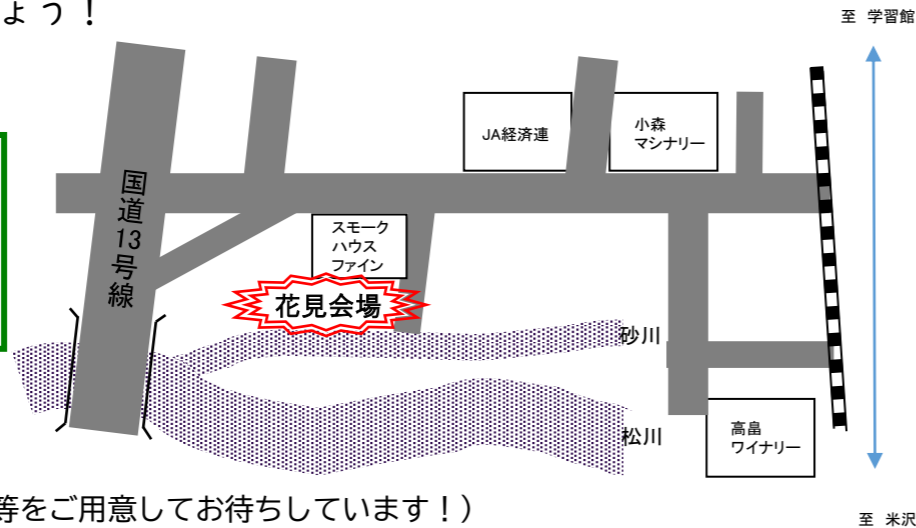 ょう！
至 学習館
JA経済連
小森
マシナリー
国道13号線
スモーク
ハウス
ファイン
花見会場
砂川
松川
高畠
ワイナリー
等をご用意してお待ちしています！）
至 米沢